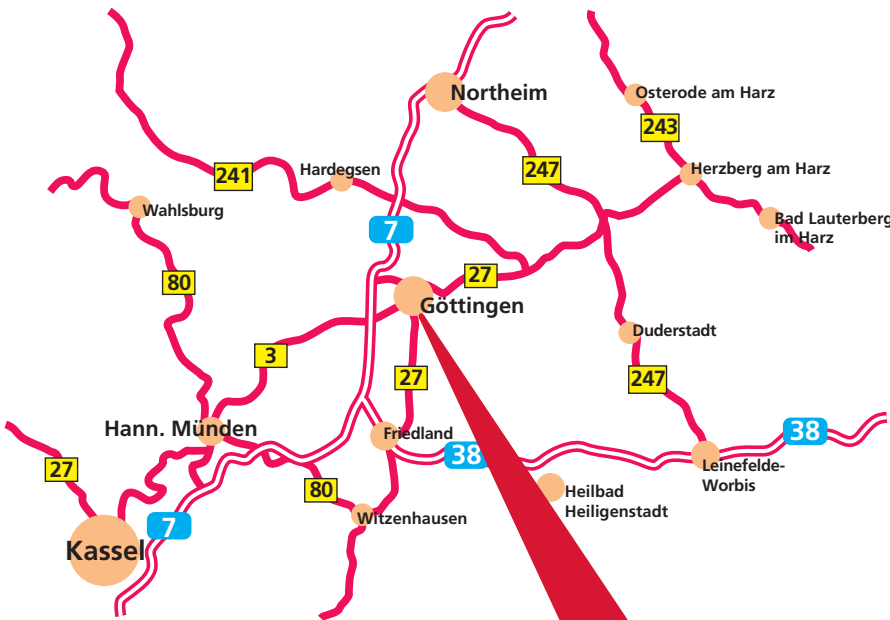 Northeim
Osterode am Harz
243
241
Hardegsen
247
Herzberg am Harz
Wahlsburg
7
Bad Lauterberg
im Harz
80
27
Göttingen
Duderstadt
3
27
247
Hann. Münden
Friedland
38
38
27
80
Leinefelde-
Worbis
Heilbad
Heiligenstadt
7
Witzenhausen
Kassel